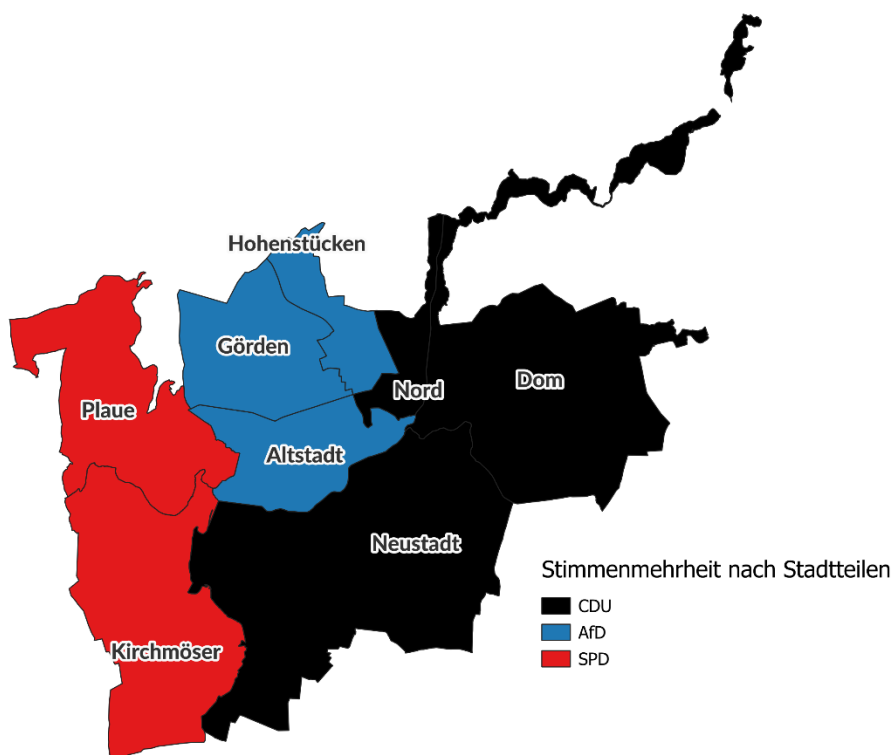 Hohenstücken
Görden
Nord
Dom
Plaue
Altstadt
Neustadt
Kirchmöser
Stimmenmehrheit nach Stadtteilen
CDU
AfD
SPD